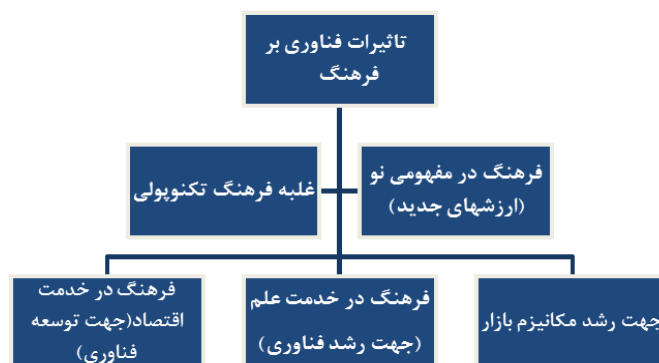 تاثیرات فناوری بر
فرهنگ
فرهنگ در مفهومی نو
(ارزشهای جدید)
غلبه فرهنگ تکنوپولی
جهت رشد مکانیزم بازار
فرهنگ در خدمت علم
(جهت رشد فناوری)
فرهنگ در خدمت
اقتصاد(جهت توسعه
فناوری)